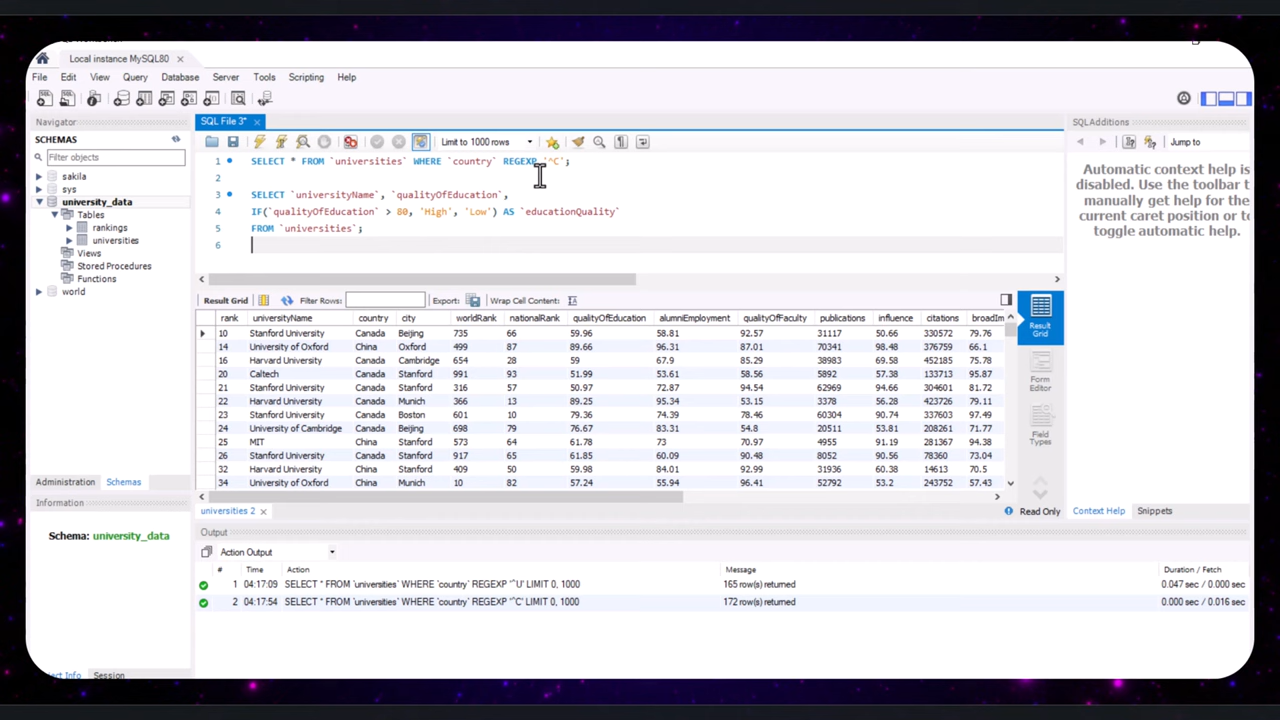 Local instance MySQL80
File Edit View Query Database Server Tools Scripting Help
Navigator
SCHEMAS
Filter objects
sakila
sys
university_data
Tables
rankings
universities
Views
Stored Procedures
Functions
world
Administration Schemas
Information
Schema: university_data
Session
SQL File 3*
Limit to 1000 rows
1 SELECT * FROM `universities` WHERE `country` REGEXP '^C';
2
3 SELECT `universityName`, `qualityOfEducation`,
4 IF(`qualityOfEducation` > 80, 'High', 'Low') AS `educationQuality`
5 FROM `universities`;
6
Result Grid Filter Rows: Export: Wrap Cell Content:
rank universityName country city worldRank nationalRank qualityOfEducation alumniEmployment qualityOfFaculty publications influence citations broadIm
10 Stanford University Canada Beijing 735 66 59.96 58.81 92.57 31117 50.66 330572 79.76
14 University of Oxford China Oxford 499 87 89.66 96.31 87.01 70341 98.48 376759 66.1
16 Harvard University Canada Cambridge 654 28 59 67.9 85.29 38983 69.58 452185 75.78
20 Caltech Canada Stanford 991 93 51.99 53.61 58.56 5892 57.38 133713 95.87
21 Stanford University Canada Stanford 316 57 50.97 72.87 94.54 62969 94.66 304601 81.72
22 Harvard University Canada Munich 366 13 89.25 95.34 53.15 3378 56.28 423726 79.11
23 Stanford University Canada Boston 601 10 79.36 74.39 78.46 60304 90.74 337603 97.49
24 University of Cambridge Canada Beijing 698 79 76.67 83.31 54.8 20511 53.81 208261 71.77
25 MIT China Stanford 573 64 61.78 73 70.97 4955 91.19 281367 94.38
26 Stanford University Canada Stanford 917 65 61.85 60.09 90.48 8052 90.56 78360 73.04
32 Harvard University China Stanford 409 50 59.98 84.01 92.99 31936 60.38 14613 70.5
34 University of Oxford China Munich 10 82 57.24 55.94 96.41 52792 53.2 243752 57.43
Result Grid
Form Editor
Field Types
universities 2
Read Only
Output
Action Output
# Time Action Message Duration / Fetch
1 04:17:09 SELECT * FROM `universities` WHERE `country` REGEXP '^U' LIMIT 0, 1000 165 row(s) returned 0.047 sec / 0.000 sec
2 04:17:54 SELECT * FROM `universities` WHERE `country` REGEXP '^C' LIMIT 0, 1000 172 row(s) returned 0.000 sec / 0.016 sec
SQLAdditions
Jump to
Automatic context help is
disabled. Use the toolbar t
manually get help for the
current caret position or to
toggle automatic help.
Context Help Snippets